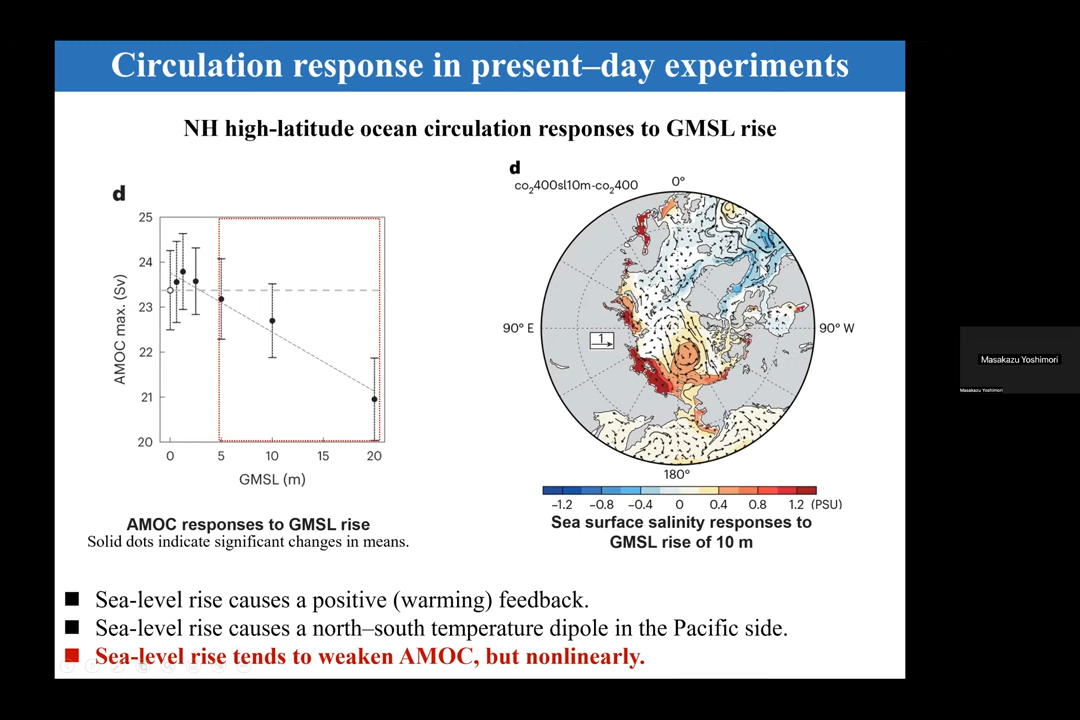 Circulation response in present–day experiments
NH high-latitude ocean circulation responses to GMSL rise
d
25
24
23
22
21
20
AMOC max. (Sv)
0
5
10
15
20
GMSL (m)
AMOC responses to GMSL rise
Solid dots indicate significant changes in means.
d
co₂400sl10m-co₂400
0°
90° E
1
90° W
180°
−1.2 −0.8 −0.4 0 0.4 0.8 1.2 (PSU)
Sea surface salinity responses to
GMSL rise of 10 m
Sea-level rise causes a positive (warming) feedback.
Sea-level rise causes a north–south temperature dipole in the Pacific side.
Sea-level rise tends to weaken AMOC, but nonlinearly.
Masakazu Yoshimori
Masakazu Yoshimori